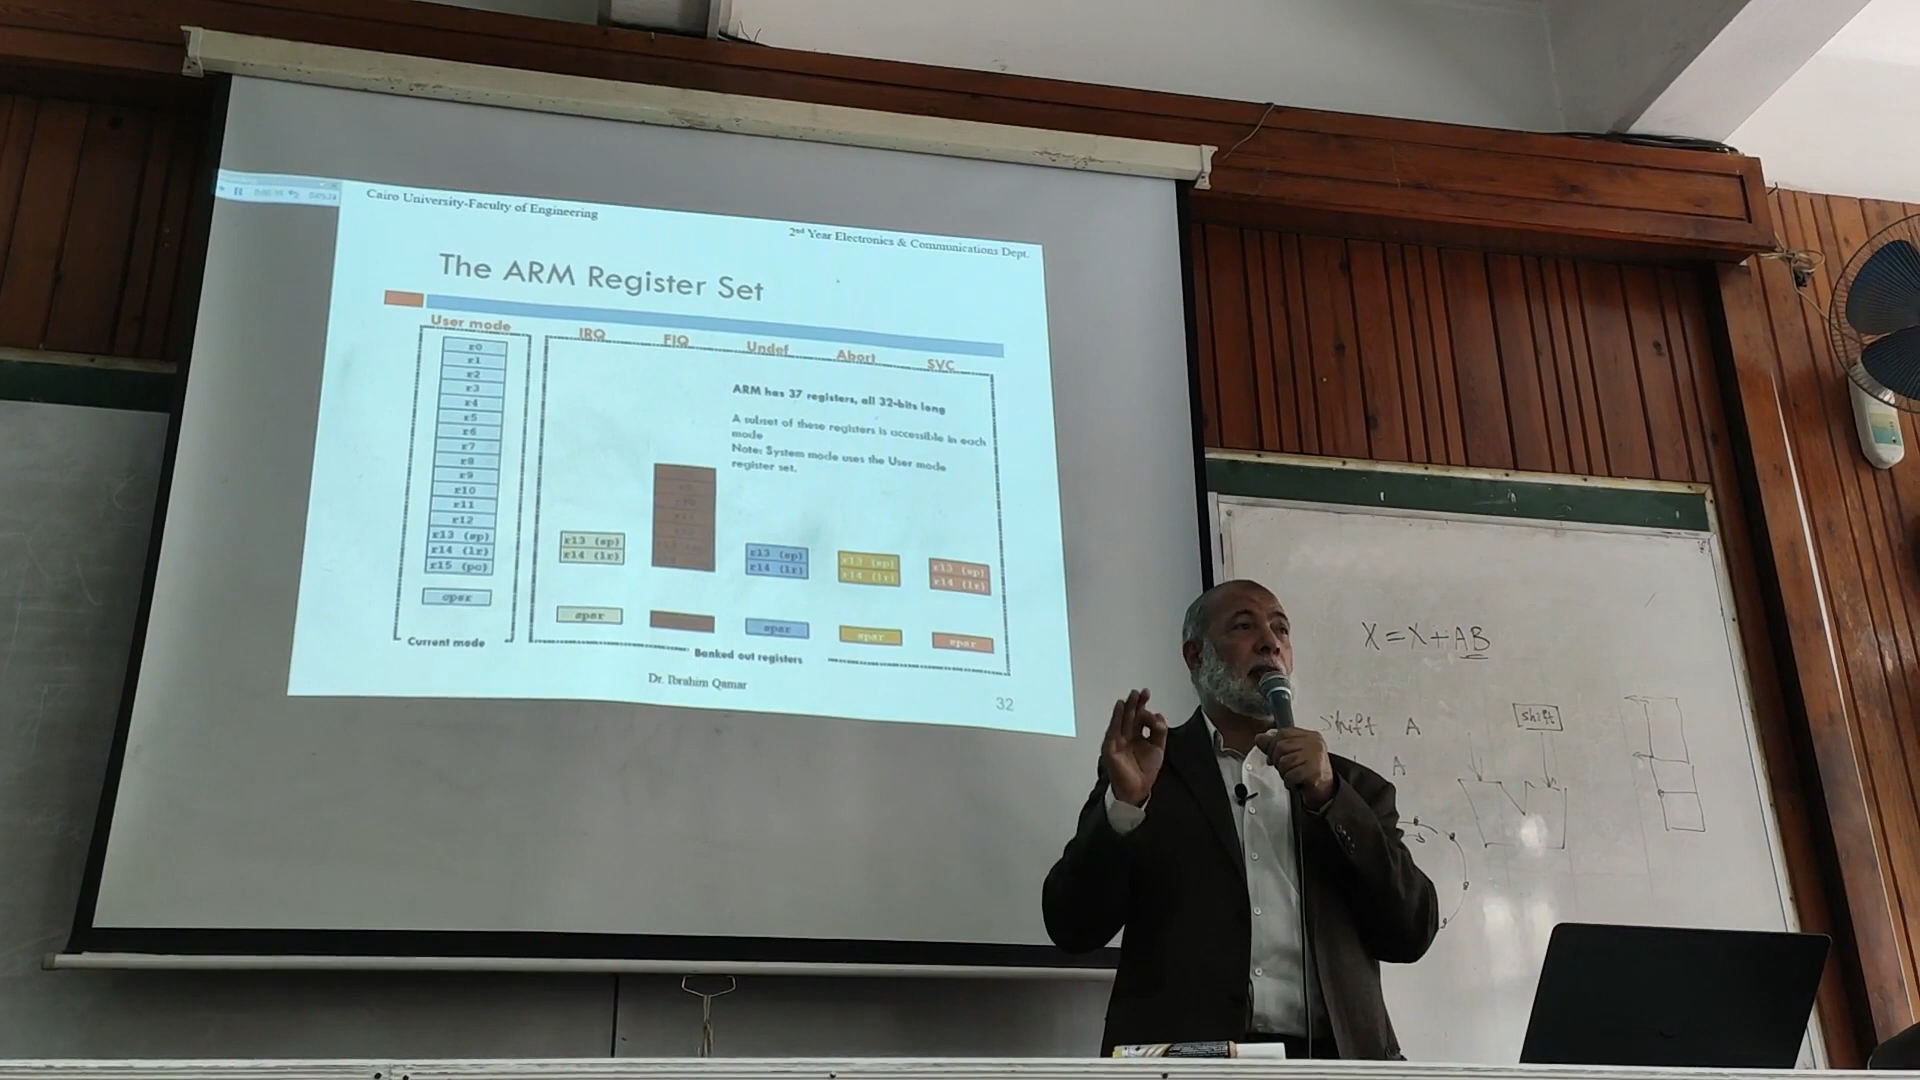 Cairo University-Faculty of Engineering
2nd Year Electronics & Communications Dept.
The ARM Register Set
User mode
IRQ
FIQ
Undef
Abort
SVC
r0
r1
r2
r3
r4
r5
r6
r7
r8
r9
r10
r11
r12
r13 (sp)
r14 (lr)
r15 (pc)
cpsr
Current mode
ARM has 37 registers, all 32-bits long
A subset of these registers is accessible in each
mode
Note: System mode uses the User mode
register set.
r13 (sp)
r14 (lr)
spsr
r13 (sp)
r14 (lr)
spsr
r13 (sp)
r14 (lr)
spsr
r13 (sp)
r14 (lr)
spsr
Banked out registers
Dr. Ibrahim Qamar
32
X=X+AB
shift A
A
shift